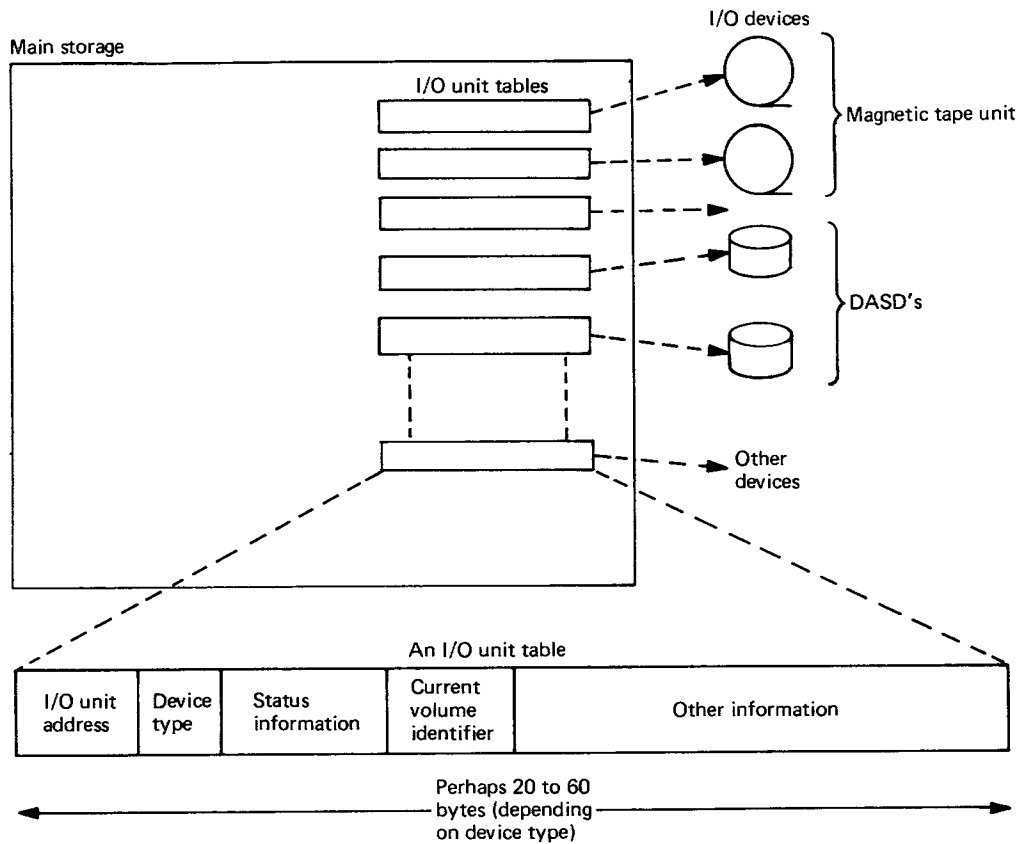 I/O devices
Main storage
I/O unit tables
Magnetic tape unit
DASD's
Other
devices
An I/O unit table
I/O unit
address
Device
type
Status
information
Current
volume
identifier
Other information
Perhaps 20 to 60
bytes (depending
on device type)